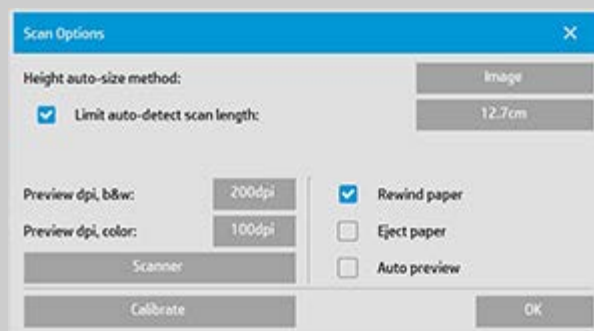 Scan Options
Height auto-size method: Image
Limit auto-detect scan length: 12.7cm
Preview dpi, b&w: 200dpi
Rewind paper
Preview dpi, color: 100dpi
Eject paper
Scanner
Auto preview
Calibrate
OK